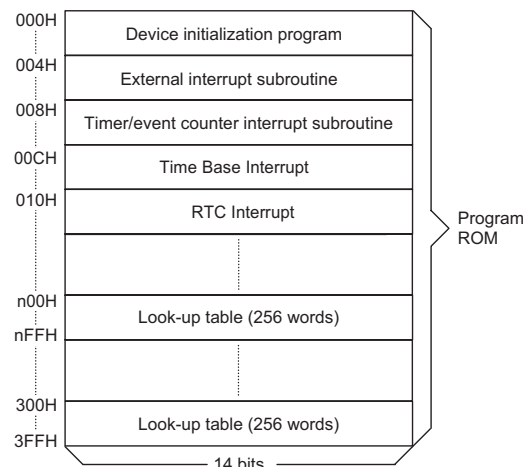 000H
Device initialization program
004H
External interrupt subroutine
008H
Timer/event counter interrupt subroutine
00CH
Time Base Interrupt
010H
RTC Interrupt
Program
ROM
n00H
Look-up table (256 words)
nFFH
300H
Look-up table (256 words)
3FFH
14 bits